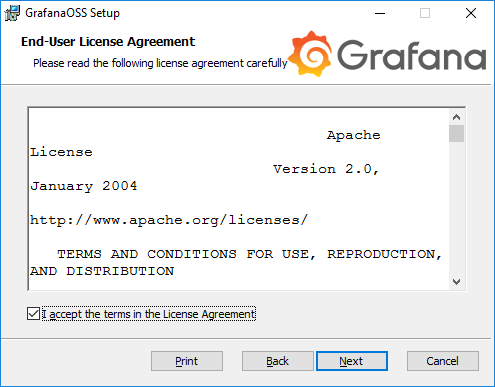 GrafanaOSS Setup
End-User License Agreement
Please read the following license agreement carefully
Grafana
Apache
License
Version 2.0,
January 2004
http://www.apache.org/licenses/
TERMS AND CONDITIONS FOR USE, REPRODUCTION,
AND DISTRIBUTION
I accept the terms in the License Agreement
Print Back Next Cancel